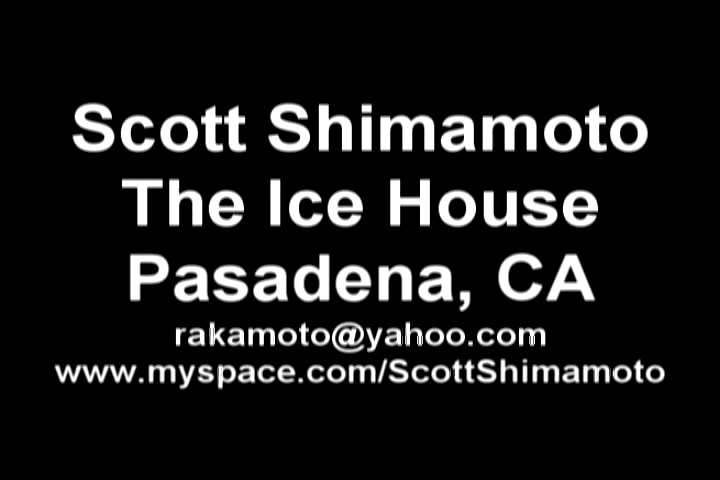 Scott Shimamoto
The Ice House
Pasadena, CA
rakamoto@yahoo.com
www.myspace.com/ScottShimamoto